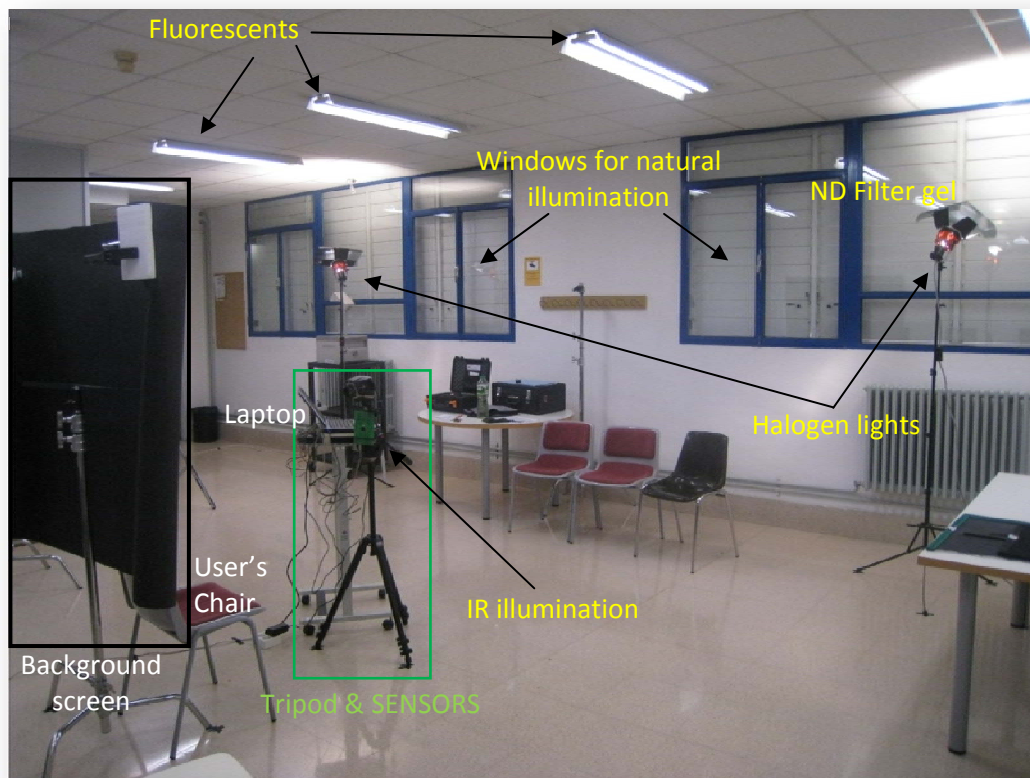 Fluorescents
Windows for natural
illumination
ND Filter gel
Laptop
Halogen lights
User's
Chair
IR illumination
Background
screen
Tripod & SENSORS